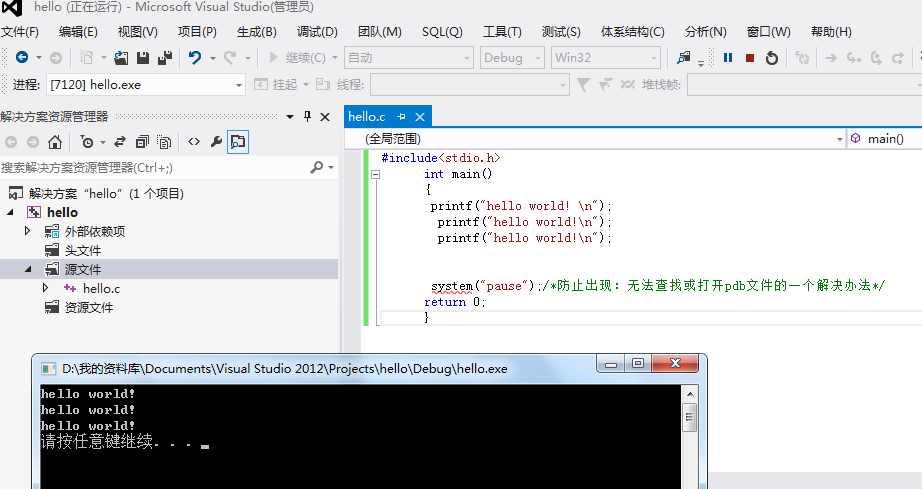 hello (正在运行) - Microsoft Visual Studio(管理员)
文件(F) 编辑(E) 视图(V) 项目(P) 生成(B) 调试(D) 团队(M) SQL(Q) 工具(T) 测试(S) 体系结构(C) 分析(N) 窗口(W) 帮助(H)
继续(C) 自动 Debug Win32
进程: [7120] hello.exe 挂起 线程: 堆栈帧:
解决方案资源管理器
搜索解决方案资源管理器(Ctrl+;)
解决方案“hello”(1 个项目)
hello
外部依赖项
头文件
源文件
hello.c
资源文件
hello.c
(全局范围) main()
#include<stdio.h>
int main()
{
printf("hello world! \n");
printf("hello world!\n");
printf("hello world!\n");
system("pause");/*防止出现：无法查找或打开pdb文件的一个解决办法*/
return 0;
}
D:\我的资料库\Documents\Visual Studio 2012\Projects\hello\Debug\hello.exe
hello world!
hello world!
hello world!
请按任意键继续. . .